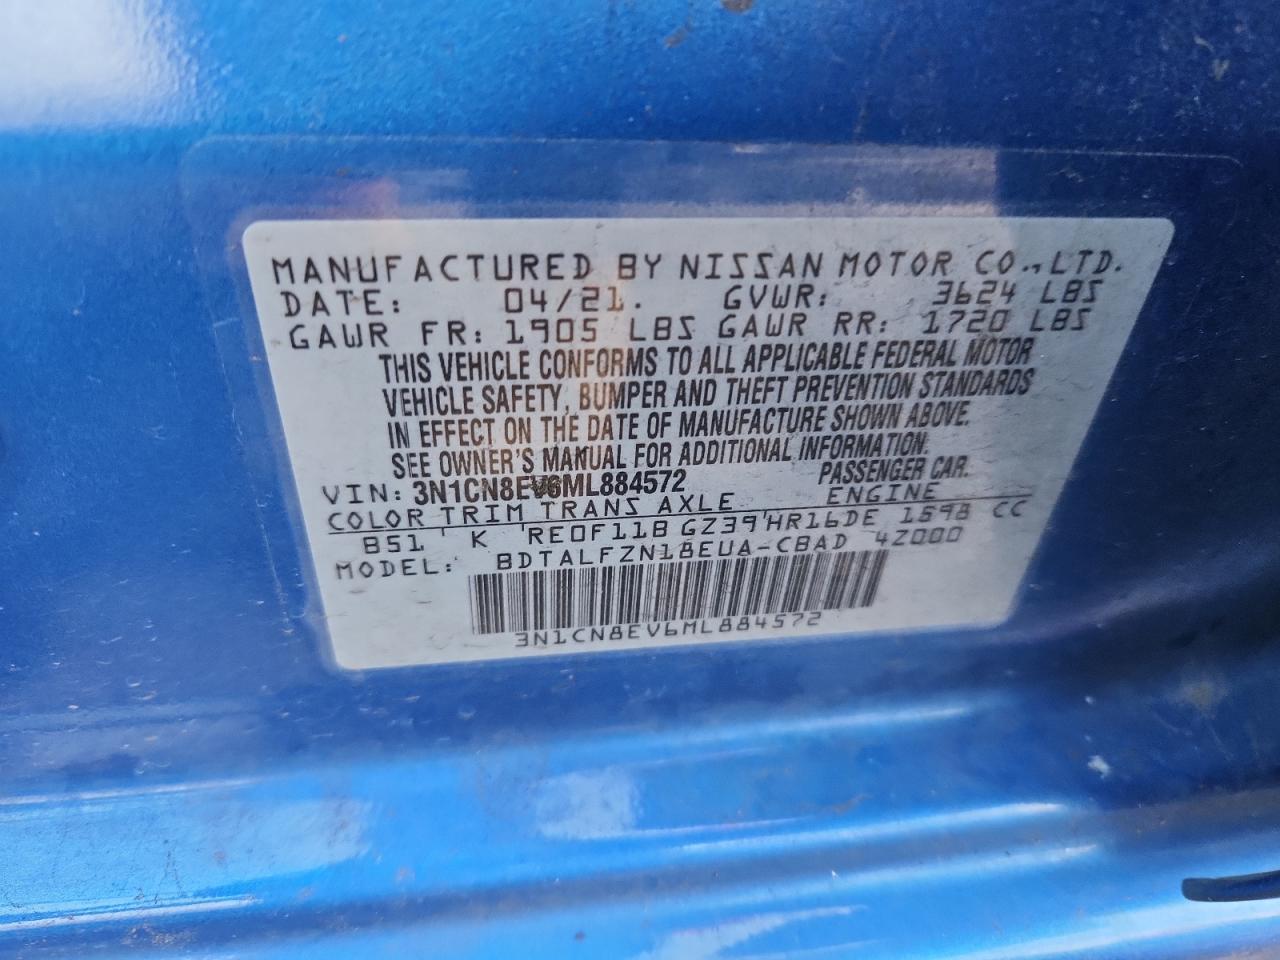 MANUFACTURED BY NISSAN MOTOR CO.,LTD.
DATE: 04/21. GVWR: 3624 LBS
GAWR FR: 1905 LBS GAWR RR: 1720 LBS
THIS VEHICLE CONFORMS TO ALL APPLICABLE FEDERAL MOTOR
VEHICLE SAFETY, BUMPER AND THEFT PREVENTION STANDARDS
IN EFFECT ON THE DATE OF MANUFACTURE SHOWN ABOVE.
SEE OWNER'S MANUAL FOR ADDITIONAL INFORMATION.
VIN: 3N1CN8EV6ML884572 PASSENGER CAR.
COLOR TRIM TRANS AXLE ENGINE
B51 K RE0F11B GZ39 HR16DE 1598 CC
MODEL: BDTALFZN18EUA-CBAD 4Z000
3N1CN8EV6ML884572